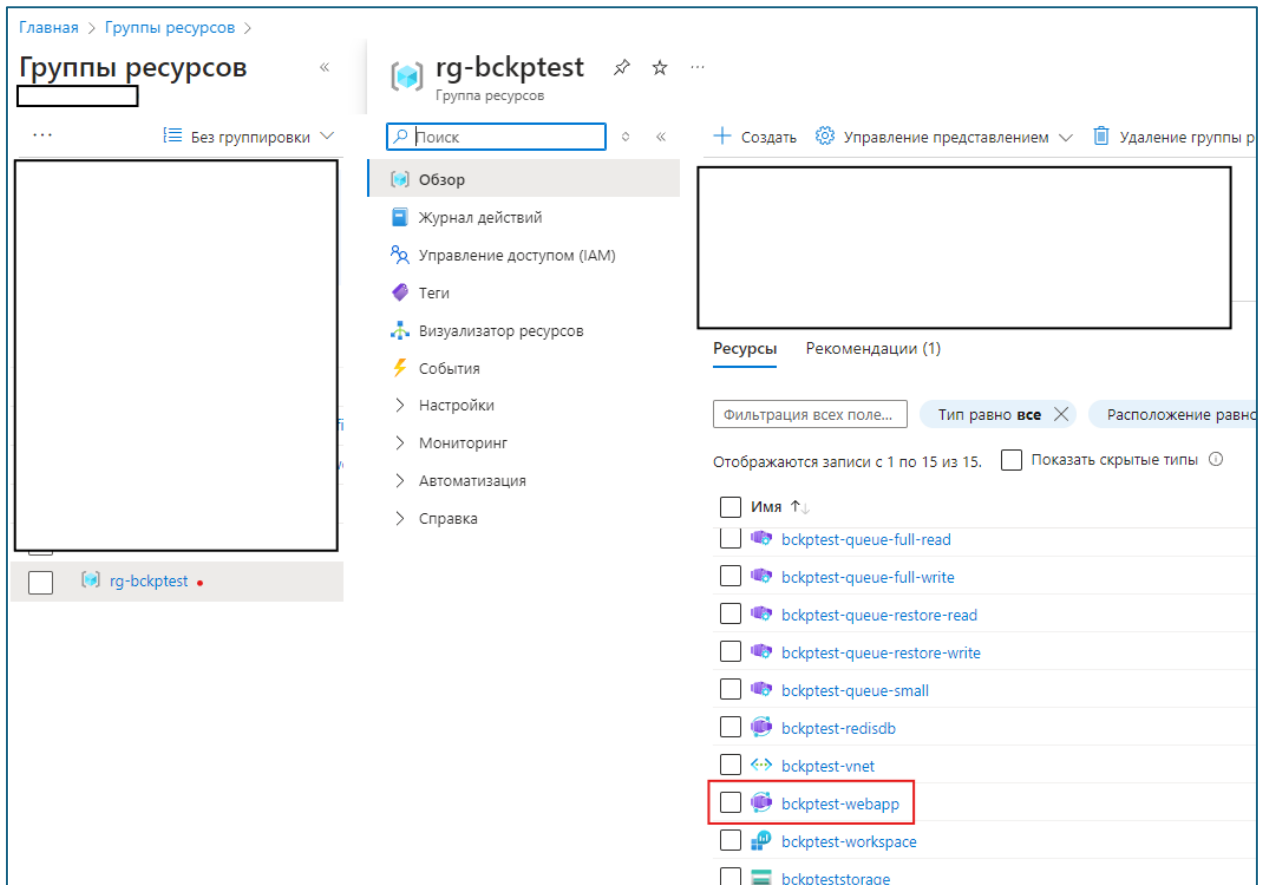 Главная > Группы ресурсов >
Группы ресурсов «
... Без группировки
rg-bckptest
rg-bckptest ...
Группа ресурсов
Поиск «
Обзор
Журнал действий
Управление доступом (IAM)
Теги
Визуализатор ресурсов
События
Настройки
Мониторинг
Автоматизация
Справка
Создать Управление представлением Удаление группы р
Ресурсы Рекомендации (1)
Фильтрация всех поле... Тип равно все Расположение равно
Отображаются записи с 1 по 15 из 15. Показать скрытые типы
Имя ↑↓
bckptest-queue-full-read
bckptest-queue-full-write
bckptest-queue-restore-read
bckptest-queue-restore-write
bckptest-queue-small
bckptest-redisdb
bckptest-vnet
bckptest-webapp
bckptest-workspace
bckpteststorage